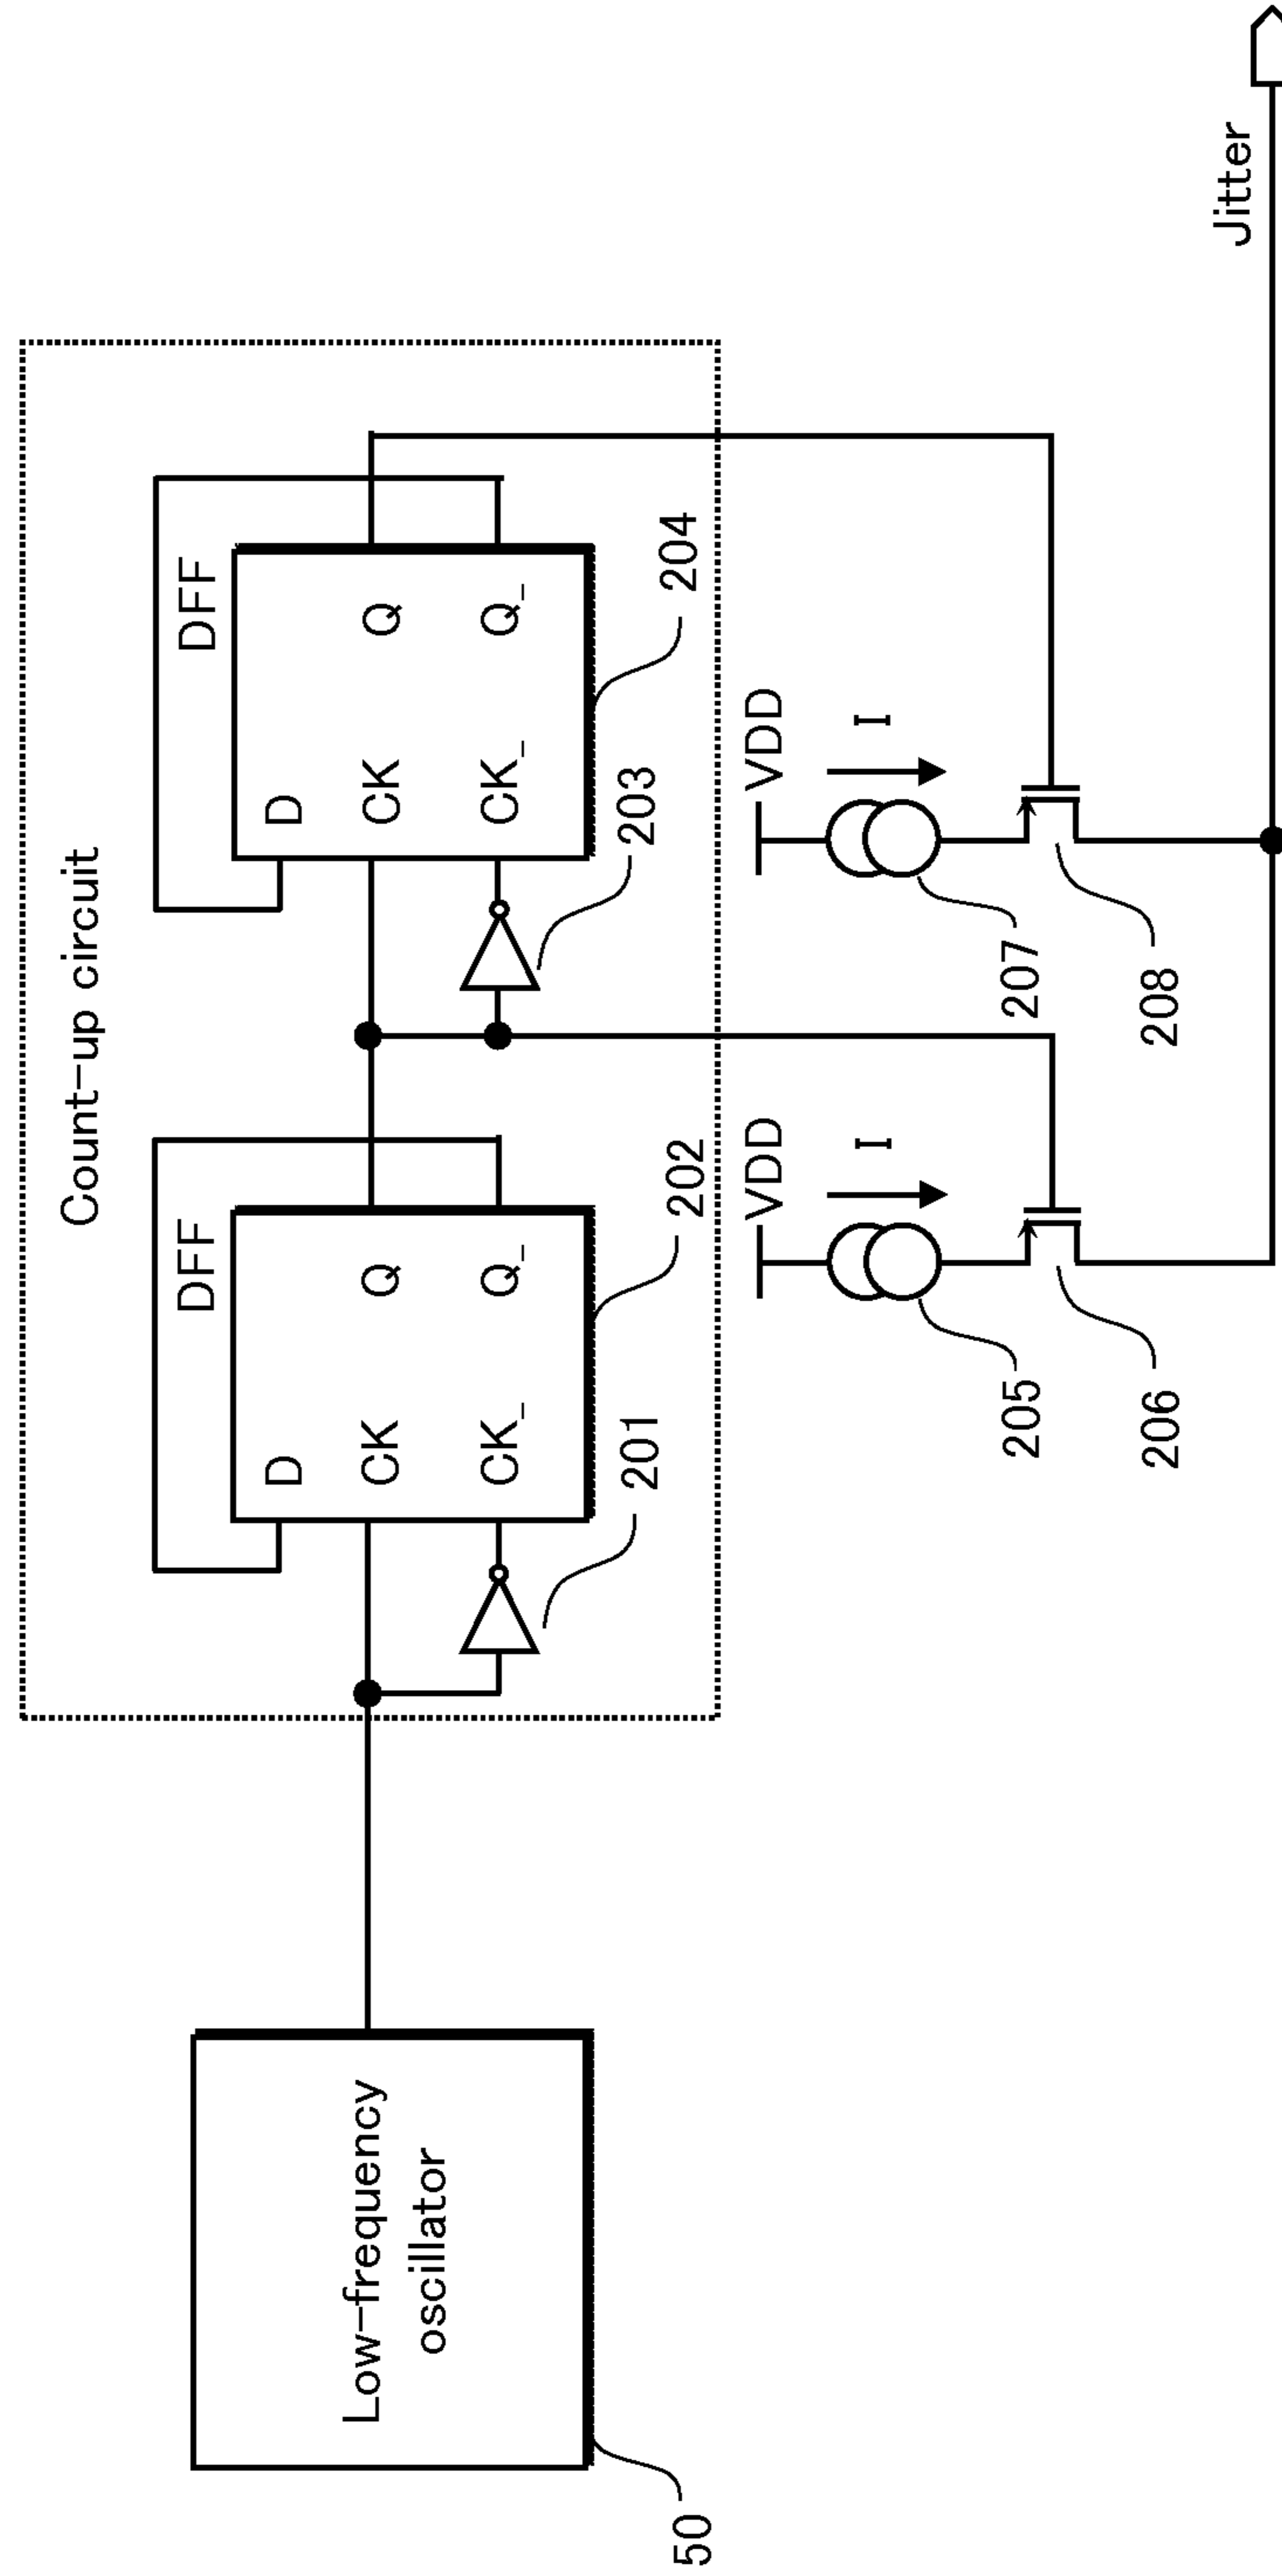 Count-up circuit
DFF
D
CK
CK_
Q
Q_
201
202
DFF
D
CK
CK_
Q
Q_
203
204
Low-frequency
oscillator
50
VDD
I
205
206
VDD
I
207
208
Jitter